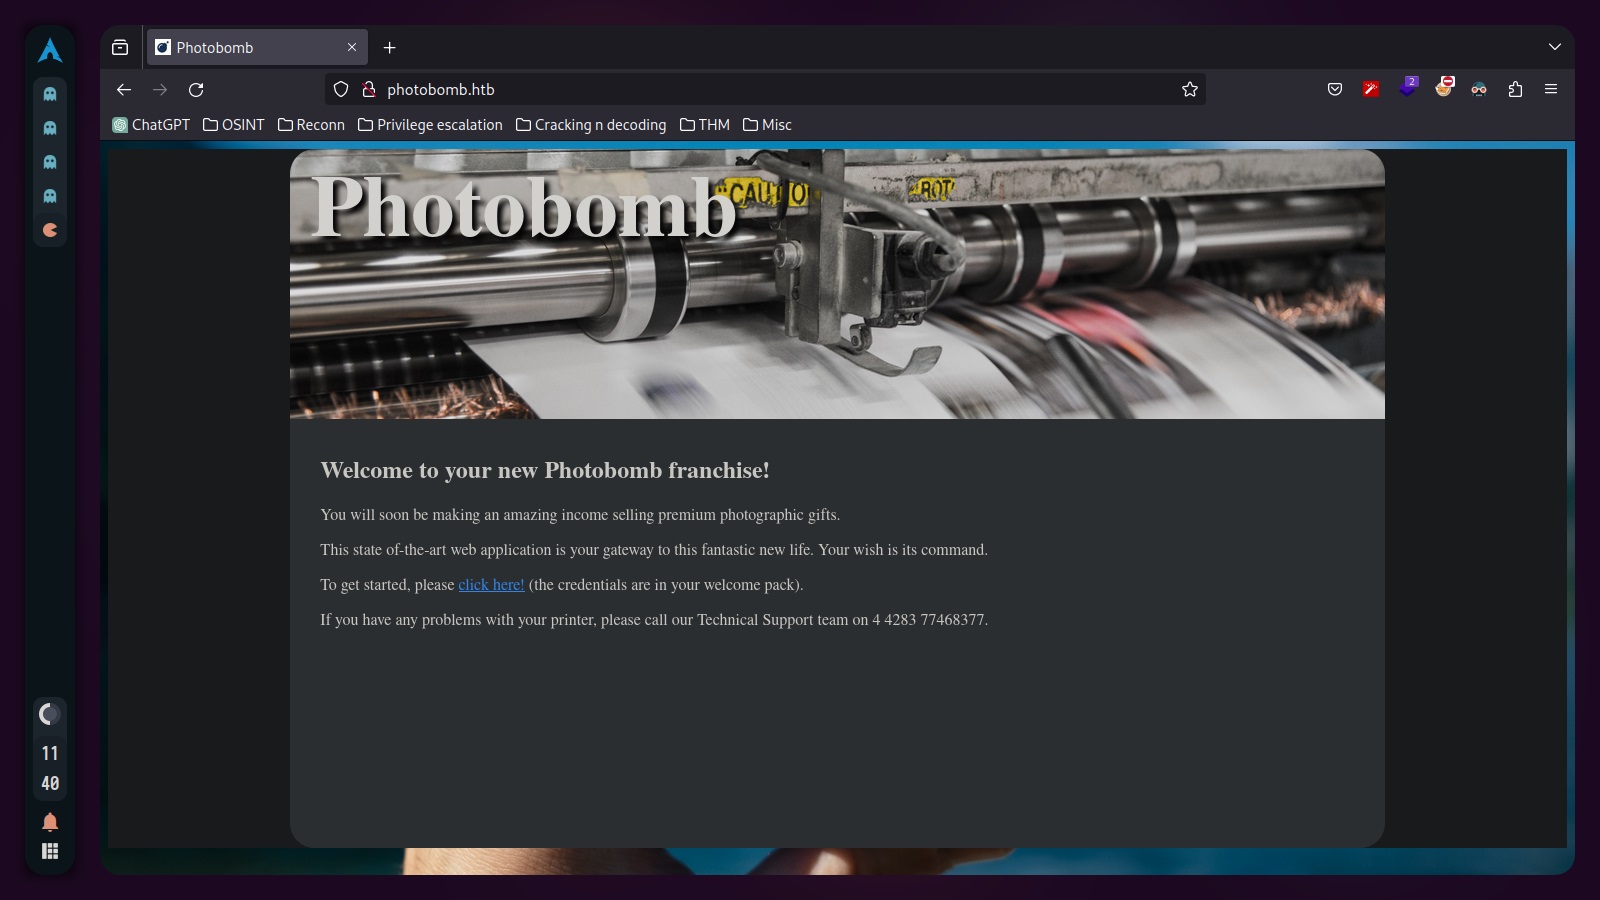 Photobomb
photobomb.htb
2
ChatGPT OSINT Reconn Privilege escalation Cracking n decoding THM Misc
Photobomb
CAUTIO
ROT
Welcome to your new Photobomb franchise!
You will soon be making an amazing income selling premium photographic gifts.
This state of-the-art web application is your gateway to this fantastic new life. Your wish is its command.
To get started, please click here! (the credentials are in your welcome pack).
If you have any problems with your printer, please call our Technical Support team on 4 4283 77468377.
11
40